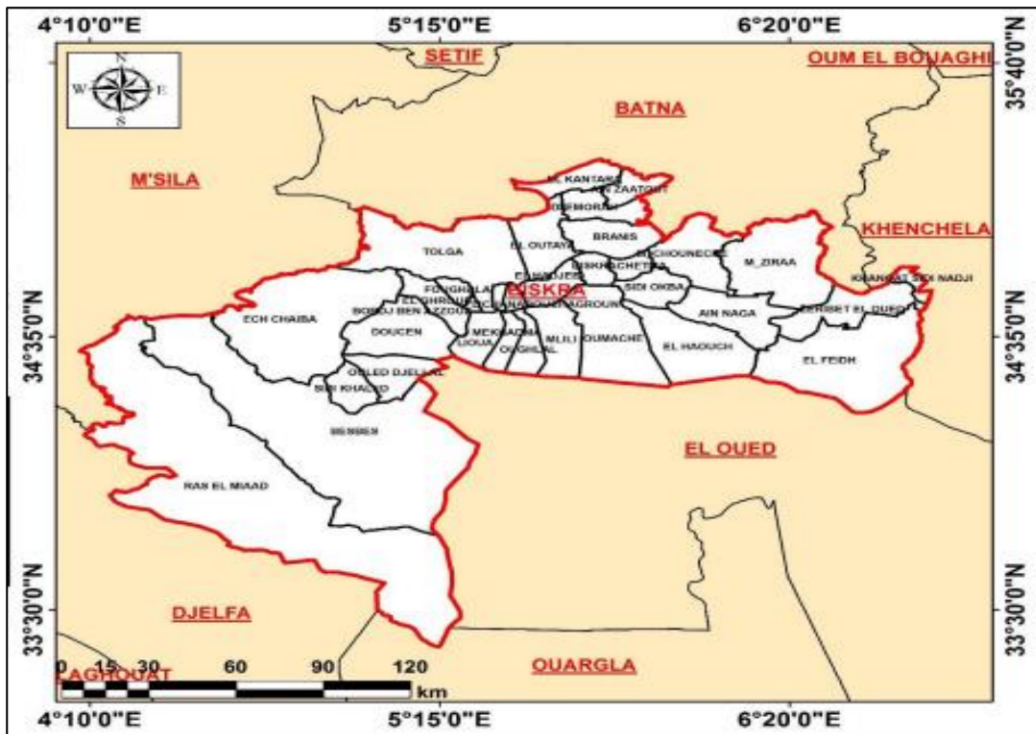 4°10'0"E 5°15'0"E 6°20'0"E
N
W E
S
SETIF
OUM EL BOUAGHI
35°40'0"N
35°40'0"N
BATNA
M'SILA
EL KANTARA
AIN ZAATOUT
DJEMORAH
KHENCHELA
BRANIS
EL OUTAYA
TOLGA
M_ZIRAA
KHANGAT SIDI NADJI
BISKRA
SIDI OKBA
FOUGHALA
EL GHROUS
BORDJ BEN AZZOUZ
ZERIBET EL OUED
ECH CHAIBA
AIN NAGA
DOUCEN
LIOUA
MEKHADMA
OUGHLAL
MLILI
OUMACHE
EL HAOUCH
EL FEIDH
34°35'0"N
34°35'0"N
OULED DJELLAL
SIDI KHALED
BESBES
EL OUED
RAS EL MIAAD
33°30'0"N
33°30'0"N
DJELFA
OUARGLA
LAGHOUAT
0 15 30 60 90 120
km
4°10'0"E 5°15'0"E 6°20'0"E